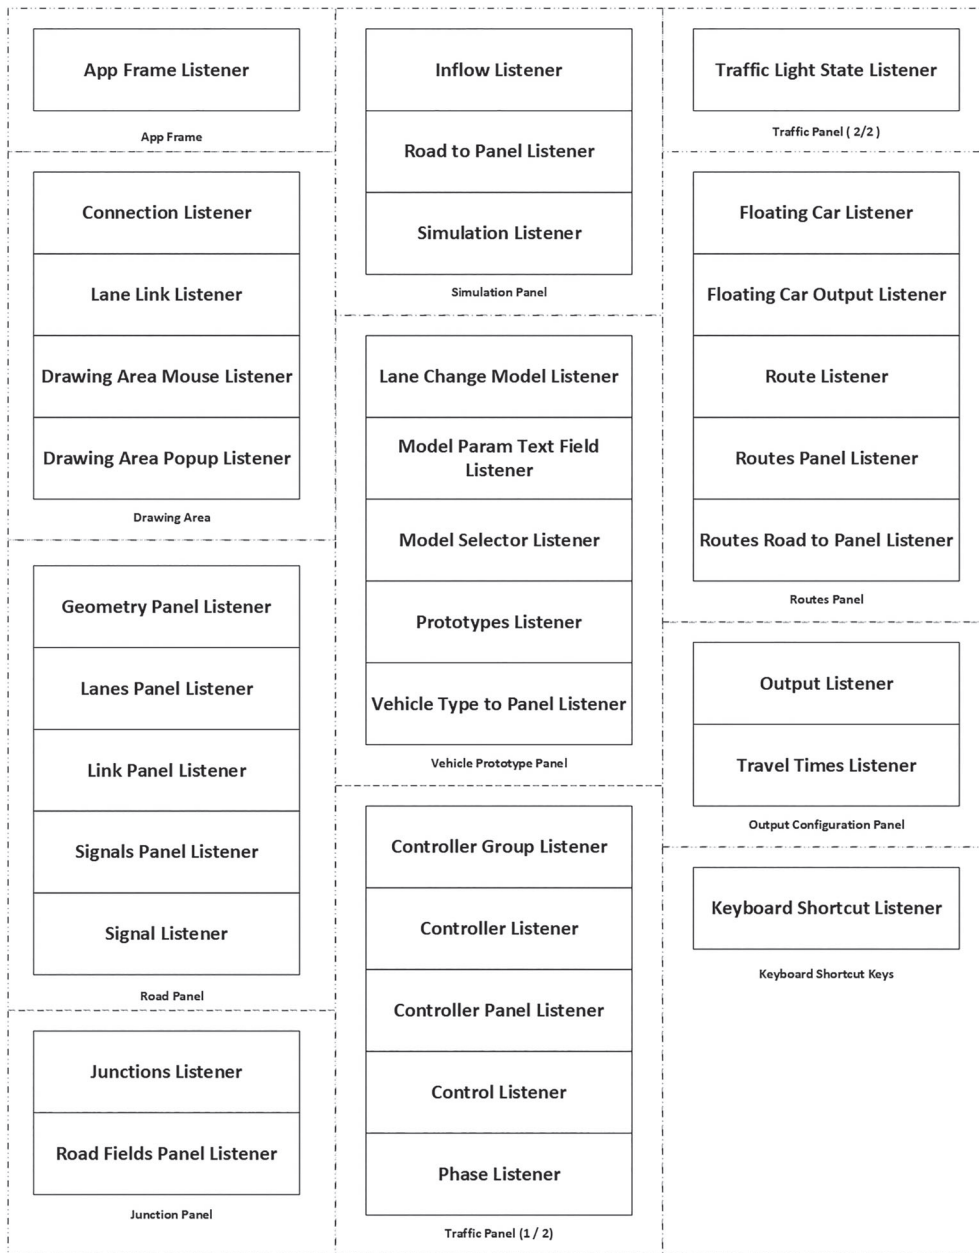 App Frame Listener
App Frame
Connection Listener
Lane Link Listener
Drawing Area Mouse Listener
Drawing Area Popup Listener
Drawing Area
Geometry Panel Listener
Lanes Panel Listener
Link Panel Listener
Signals Panel Listener
Signal Listener
Road Panel
Junctions Listener
Road Fields Panel Listener
Junction Panel
Inflow Listener
Road to Panel Listener
Simulation Listener
Simulation Panel
Lane Change Model Listener
Model Param Text Field
Listener
Model Selector Listener
Prototypes Listener
Vehicle Type to Panel Listener
Vehicle Prototype Panel
Controller Group Listener
Controller Listener
Controller Panel Listener
Control Listener
Phase Listener
Traffic Panel (1 / 2)
Traffic Light State Listener
Traffic Panel ( 2/2 )
Floating Car Listener
Floating Car Output Listener
Route Listener
Routes Panel Listener
Routes Road to Panel Listener
Routes Panel
Output Listener
Travel Times Listener
Output Configuration Panel
Keyboard Shortcut Listener
Keyboard Shortcut Keys